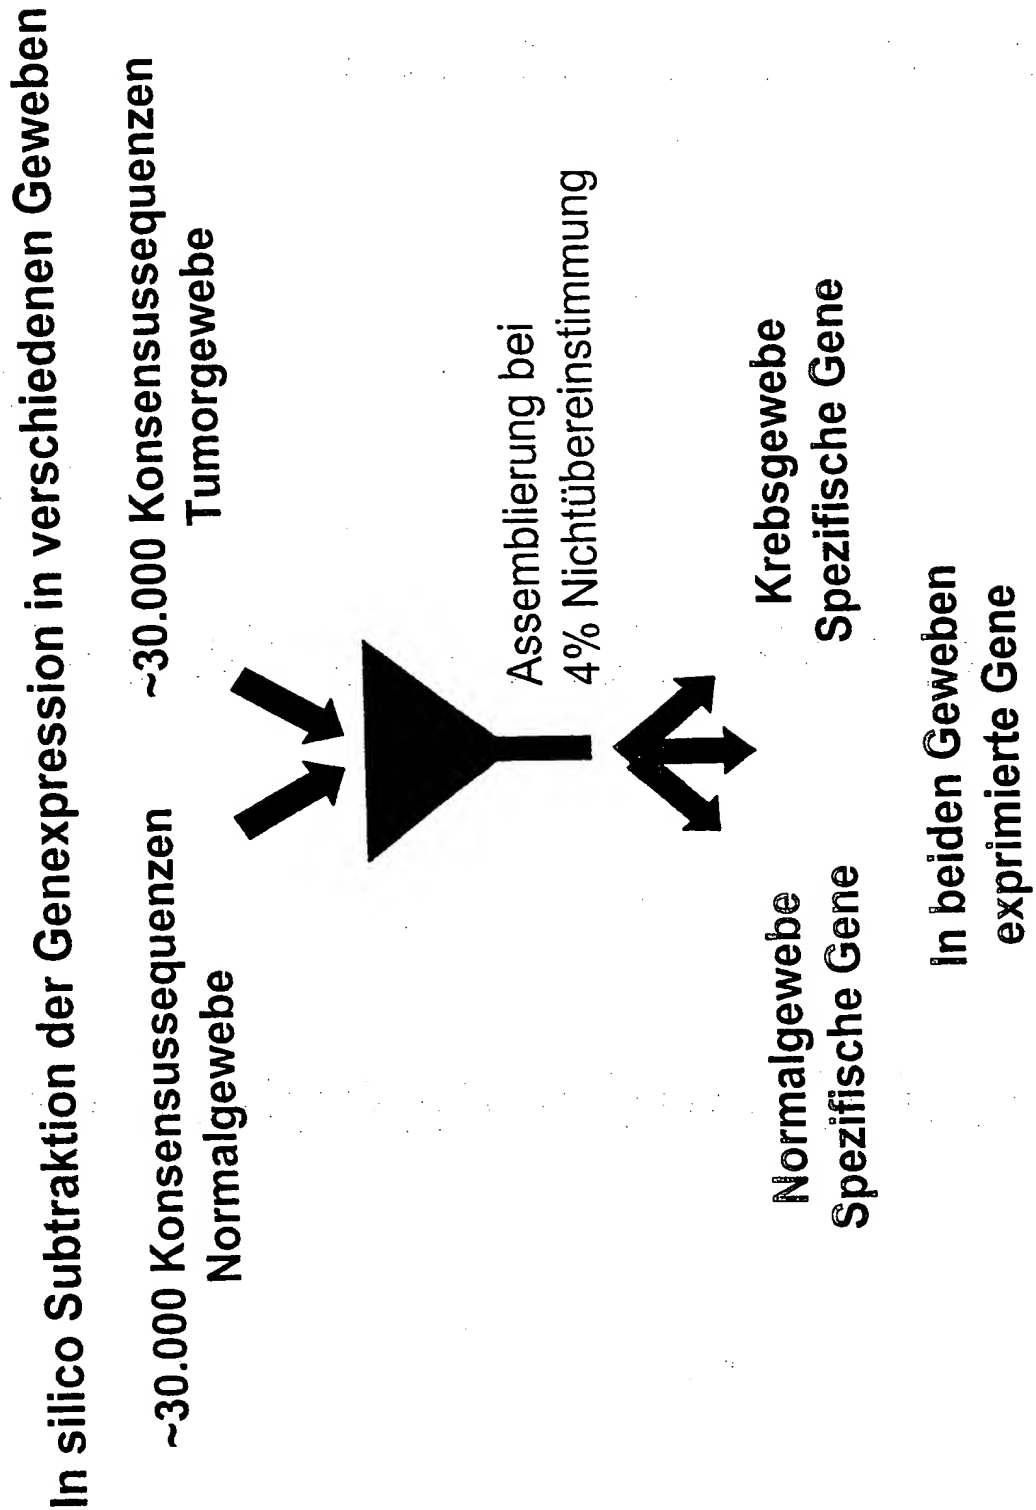 In silico Subtraktion der Genexpression in verschiedenen Geweben
~30.000 Konsensussequenzen
Normalgewebe
~30.000 Konsensussequenzen
Tumorgewebe
Assemblierung bei
4% Nichtübereinstimmung
Normalgewebe
Spezifische Gene
Krebsgewebe
Spezifische Gene
In beiden Geweben
exprimierte Gene